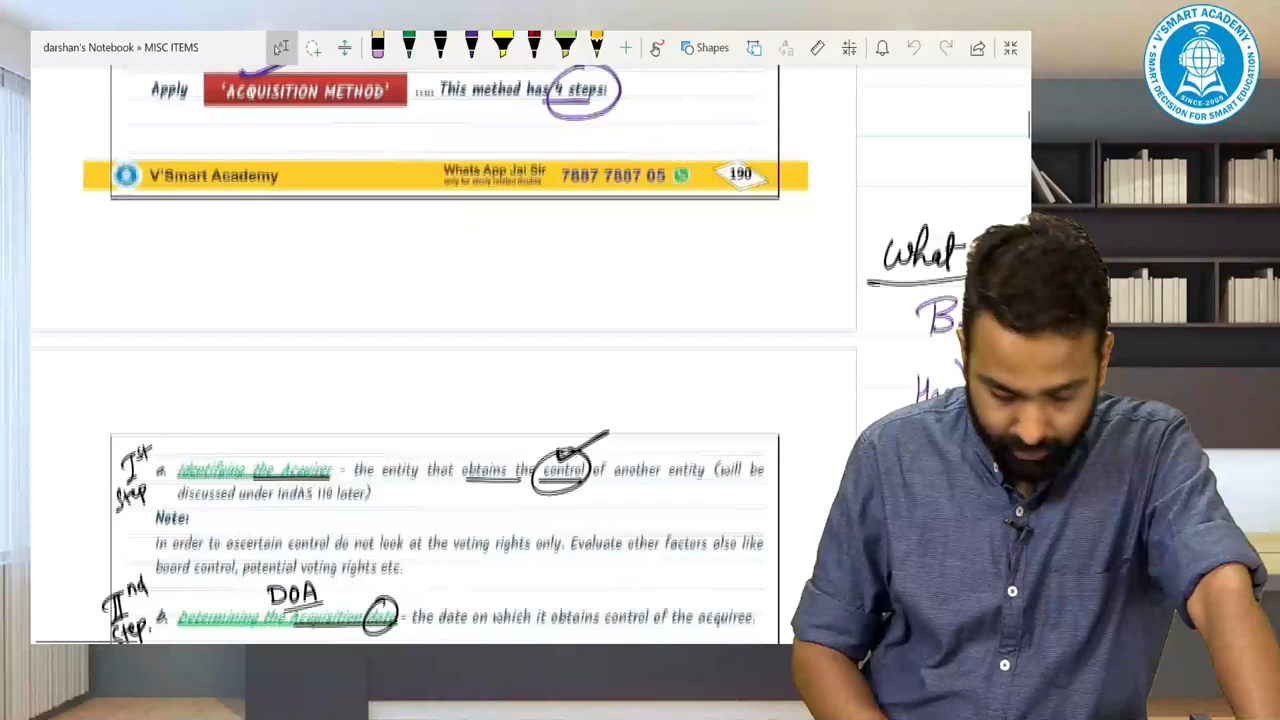 V'SMART ACADEMY
SMART DECISION FOR SMART EDUCATION
SINCE-2005
darshan's Notebook » MISC ITEMS
Shapes
Apply 'ACQUISITION METHOD' ..... This method has 4 steps:
V'Smart Academy
Whats App Jai Sir
7887 7887 05
190
What
Ist Step
a. Identifying the Acquirer = the entity that obtains the control of another entity (will be
discussed under IndAS 110 later)
Note:
In order to ascertain control do not look at the voting rights only. Evaluate other factors also like
board control, potential voting rights etc.
DOA
IInd Step.
b. Determining the Acquisition date = the date on which it obtains control of the acquiree.